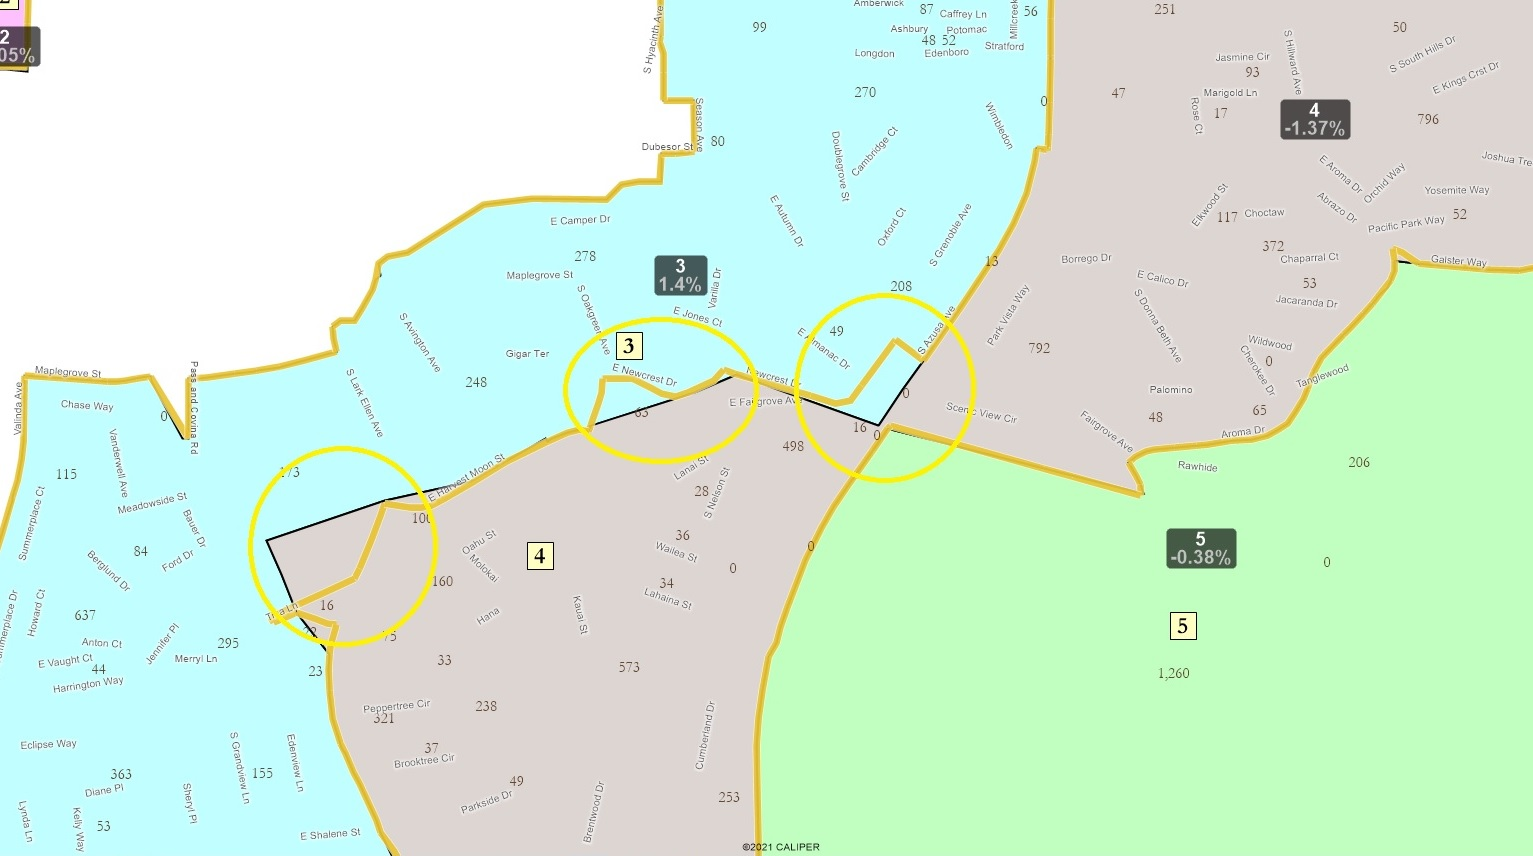 2
05%
Amberwick
87
Caffrey Ln
Millcreek
56
251
50
99
Ashbury
Potomac
48
52
Longdon
Edenboro
Stratford
S Hyacinth Ave
Jasmine Cir
93
S Hillward Ave
S South Hills Dr
E Kings Crst Dr
270
0
47
Marigold Ln
Rose Ct
17
4
-1.37%
796
Season Ave
Dubesor St
80
Wimbledon
Doublegrove St
Cambridge Ct
Joshua Tre
E Aroma Dr
Orchid Way
Yosemite Way
Abrazo Dr
Elkwood St
117
Choctaw
Pacific Park Way
52
E Camper Dr
E Autumn Dr
Oxford Ct
S Grenoble Ave
13
278
372
Borrego Dr
Chaparral Ct
Galster Way
3
1.4%
Maplegrove St
Varilla Dr
E Calico Dr
53
208
Jacaranda Dr
S Oakgreen Ave
E Jones Ct
S Donna Beth Ave
Park Vista Way
49
S Azusa Ave
E Almanac Dr
S Avington Ave
Gigar Ter
3
792
Wildwood
0
Cherokee Dr
Tanglewood
Maplegrove St
Valinda Ave
Pass and Covina Rd
248
E Newcrest Dr
Newcrest Dr
Palomino
S Lark Ellen Ave
Chase Way
0
63
E Fairgrove Ave
0
Scenic View Cir
48
65
Fairgrove Ave
Aroma Dr
16
0
498
Vanderwell Ave
115
173
E Harvest Moon St
Lanai St
Rawhide
206
Meadowside St
Summerplace Ct
28
S Nelson St
Bauer Dr
100
36
Oahu St
Wailea St
84
Ford Dr
Berglund Dr
Molokai
4
0
0
5
-0.38%
0
160
34
Lahaina St
Howard Ct
16
Hana
Kauai St
637
295
75
5
Anton Ct
Jennifer Pl
E Vaught Ct
44
Merryl Ln
23
33
573
1,260
Harrington Way
Peppertree Cir
321
238
Eclipse Way
S Grandview Ln
Edenview Ln
37
Brooktree Cir
Cumberland Dr
363
155
Diane Pl
49
Parkside Dr
Brentwood Dr
253
Sheryl Pl
Lynda Ln
Kelly Way
53
E Shalene St
©2021 CALIPER